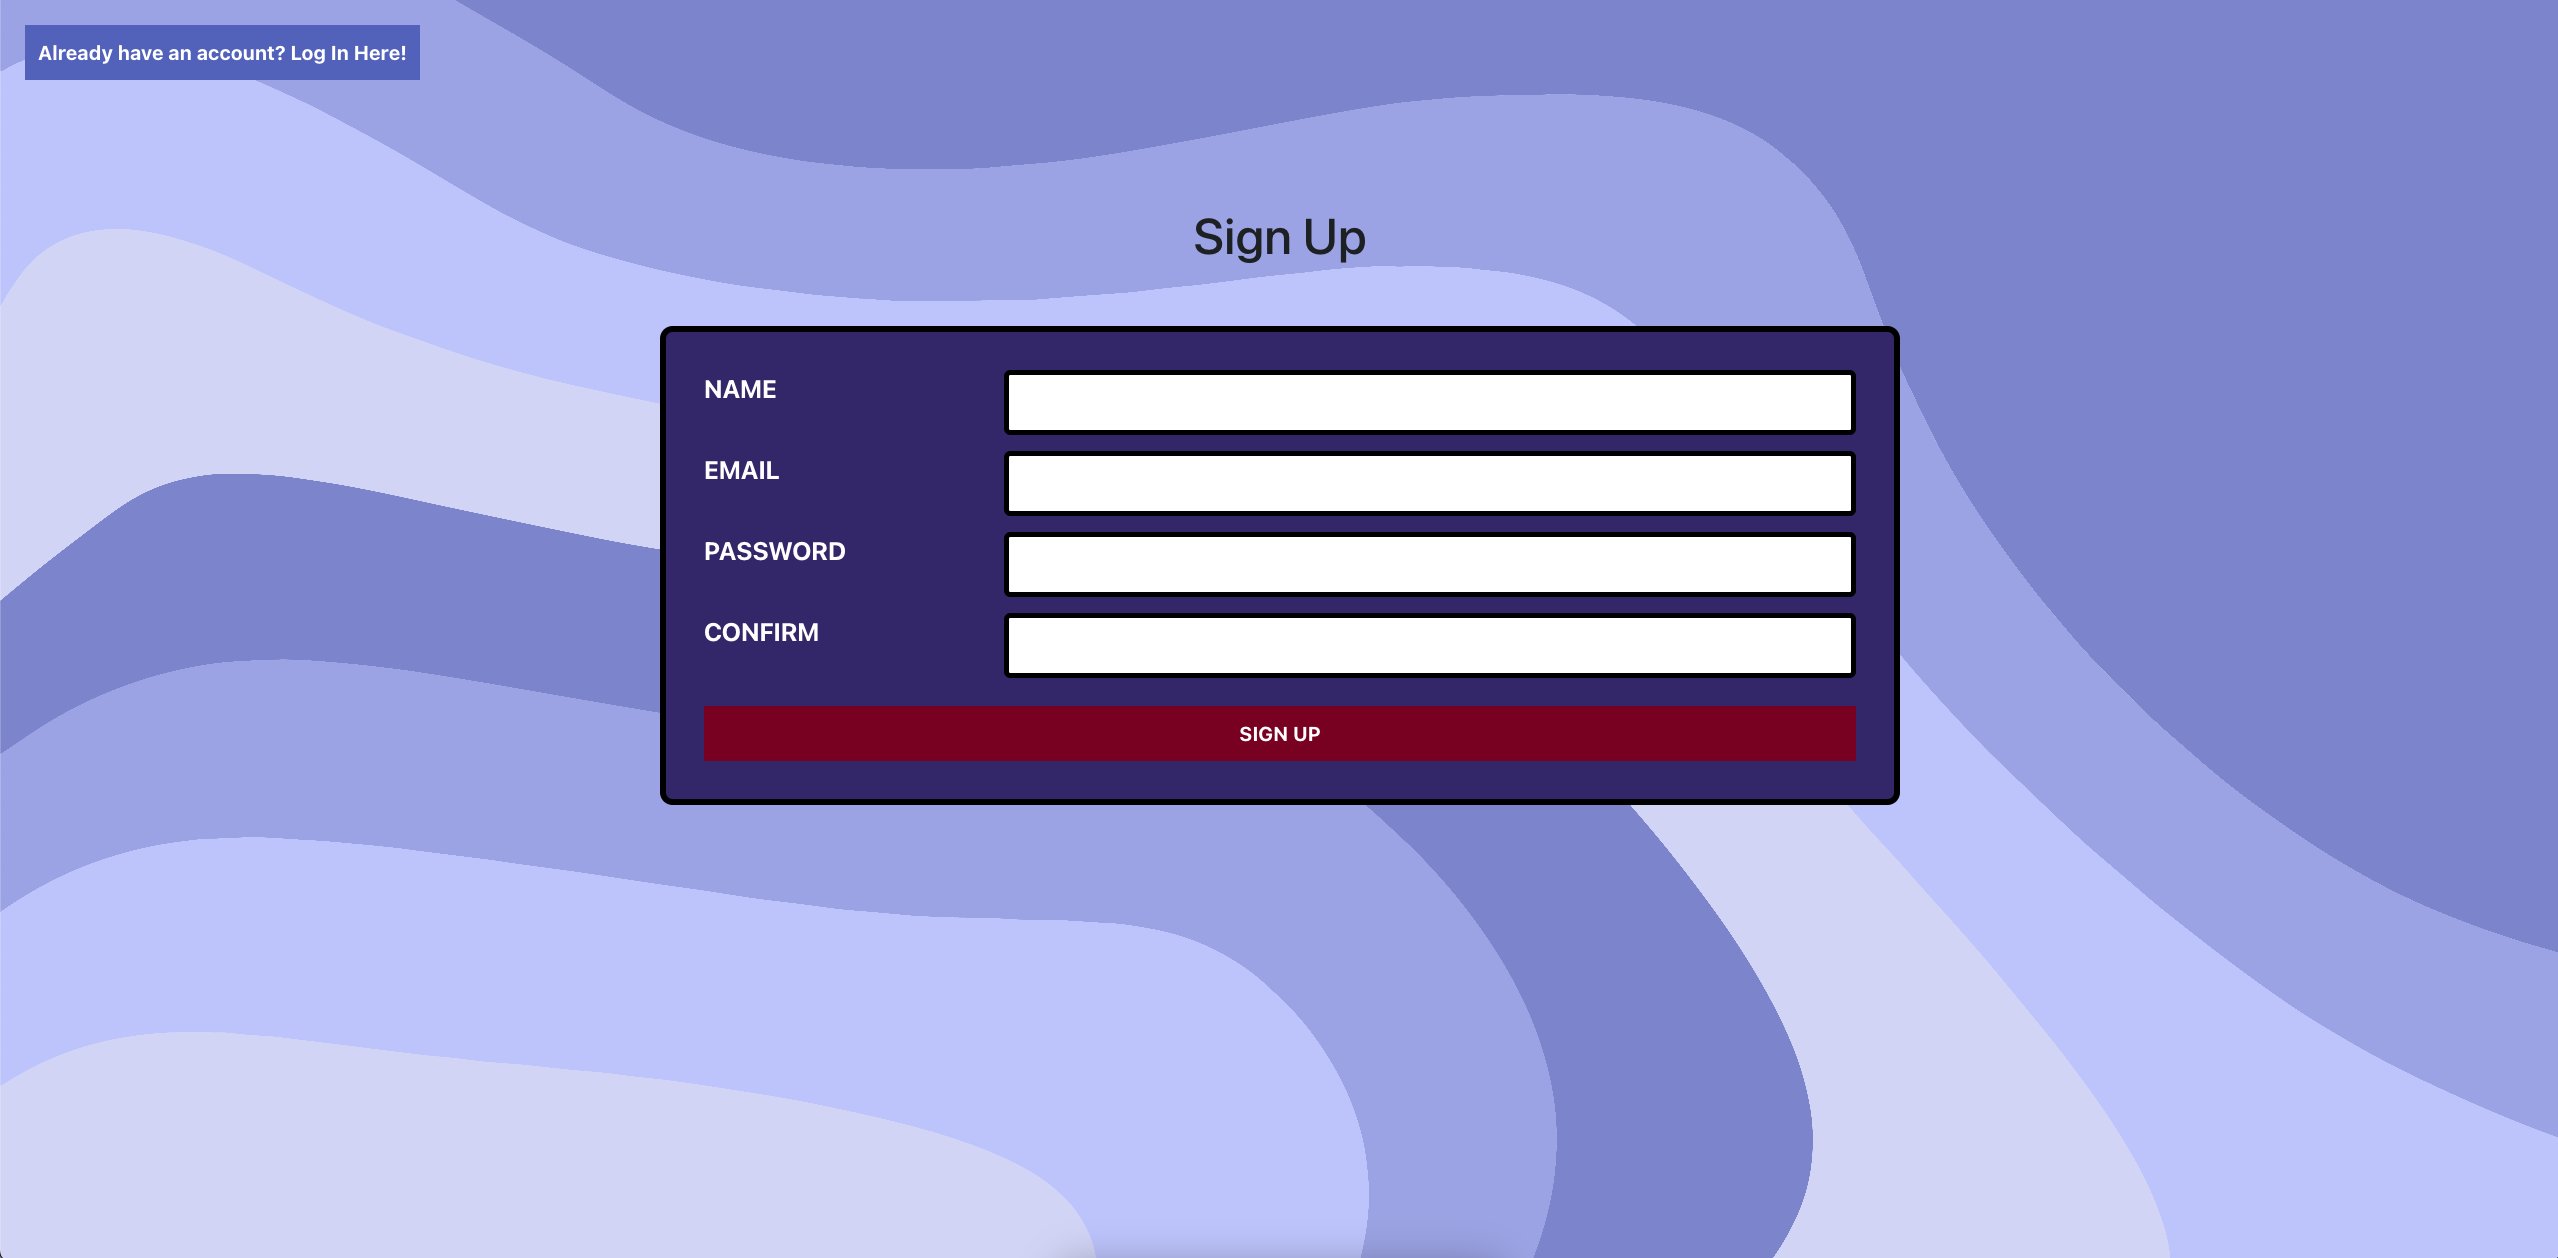 Already have an account? Log In Here!
Sign Up
NAME
EMAIL
PASSWORD
CONFIRM
SIGN UP